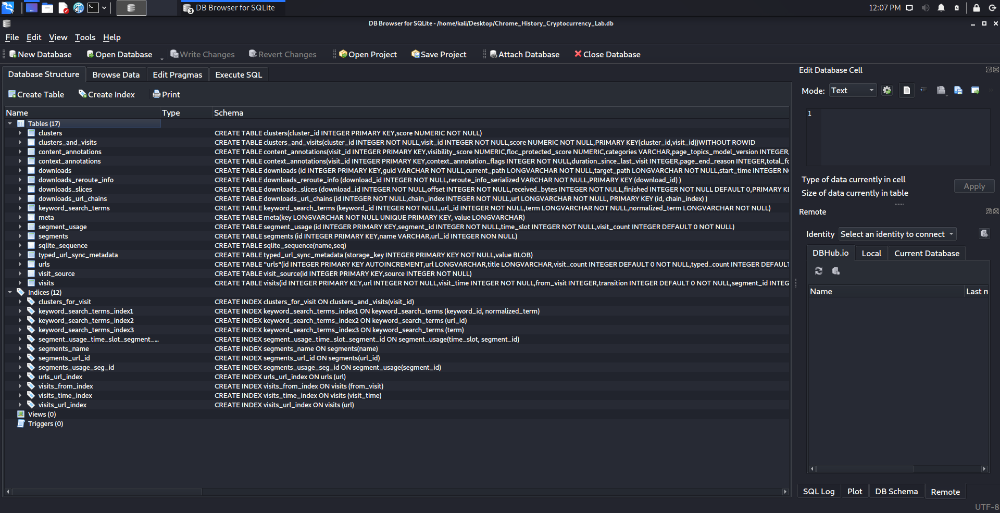 DB Browser for SQLite
3
12:07 PM
DB Browser for SQLite - /home/kali/Desktop/Chrome_History_Cryptocurrency_Lab.db
File Edit View Tools Help
New Database Open Database Write Changes Revert Changes Open Project Save Project Attach Database Close Database
Database Structure Browse Data Edit Pragmas Execute SQL
Create Table Create Index Print
Name Type Schema
Tables (17)
clusters CREATE TABLE clusters(cluster_id INTEGER PRIMARY KEY,score NUMERIC NOT NULL)
clusters_and_visits CREATE TABLE clusters_and_visits(cluster_id INTEGER NOT NULL,visit_id INTEGER NOT NULL,score NUMERIC NOT NULL,PRIMARY KEY(cluster_id,visit_id))WITHOUT ROWID
content_annotations CREATE TABLE content_annotations(visit_id INTEGER PRIMARY KEY,visibility_score NUMERIC,floc_protected_score NUMERIC,categories VARCHAR,page_topics_model_version INTEGER,
context_annotations CREATE TABLE context_annotations(visit_id INTEGER PRIMARY KEY,context_annotation_flags INTEGER NOT NULL,duration_since_last_visit INTEGER,page_end_reason INTEGER,total_fo
downloads CREATE TABLE downloads (id INTEGER PRIMARY KEY,guid VARCHAR NOT NULL,current_path LONGVARCHAR NOT NULL,target_path LONGVARCHAR NOT NULL,start_time INTEGER NO
downloads_reroute_info CREATE TABLE downloads_reroute_info (download_id INTEGER NOT NULL,reroute_info_serialized VARCHAR NOT NULL,PRIMARY KEY (download_id) )
downloads_slices CREATE TABLE downloads_slices (download_id INTEGER NOT NULL,offset INTEGER NOT NULL,received_bytes INTEGER NOT NULL,finished INTEGER NOT NULL DEFAULT 0,PRIMARY KE
downloads_url_chains CREATE TABLE downloads_url_chains (id INTEGER NOT NULL,chain_index INTEGER NOT NULL,url LONGVARCHAR NOT NULL, PRIMARY KEY (id, chain_index) )
keyword_search_terms CREATE TABLE keyword_search_terms (keyword_id INTEGER NOT NULL,url_id INTEGER NOT NULL,term LONGVARCHAR NOT NULL,normalized_term LONGVARCHAR NOT NULL)
meta CREATE TABLE meta(key LONGVARCHAR NOT NULL UNIQUE PRIMARY KEY, value LONGVARCHAR)
segment_usage CREATE TABLE segment_usage (id INTEGER PRIMARY KEY,segment_id INTEGER NOT NULL,time_slot INTEGER NOT NULL,visit_count INTEGER DEFAULT 0 NOT NULL)
segments CREATE TABLE segments (id INTEGER PRIMARY KEY,name VARCHAR,url_id INTEGER NON NULL)
sqlite_sequence CREATE TABLE sqlite_sequence(name,seq)
typed_url_sync_metadata CREATE TABLE typed_url_sync_metadata (storage_key INTEGER PRIMARY KEY NOT NULL,value BLOB)
urls CREATE TABLE "urls"(id INTEGER PRIMARY KEY AUTOINCREMENT,url LONGVARCHAR,title LONGVARCHAR,visit_count INTEGER DEFAULT 0 NOT NULL,typed_count INTEGER DEFAULT
visit_source CREATE TABLE visit_source(id INTEGER PRIMARY KEY,source INTEGER NOT NULL)
visits CREATE TABLE visits(id INTEGER PRIMARY KEY,url INTEGER NOT NULL,visit_time INTEGER NOT NULL,from_visit INTEGER,transition INTEGER DEFAULT 0 NOT NULL,segment_id INTEG
Indices (12)
clusters_for_visit CREATE INDEX clusters_for_visit ON clusters_and_visits(visit_id)
keyword_search_terms_index1 CREATE INDEX keyword_search_terms_index1 ON keyword_search_terms (keyword_id, normalized_term)
keyword_search_terms_index2 CREATE INDEX keyword_search_terms_index2 ON keyword_search_terms (url_id)
keyword_search_terms_index3 CREATE INDEX keyword_search_terms_index3 ON keyword_search_terms (term)
segment_usage_time_slot_segment_... CREATE INDEX segment_usage_time_slot_segment_id ON segment_usage(time_slot, segment_id)
segments_name CREATE INDEX segments_name ON segments(name)
segments_url_id CREATE INDEX segments_url_id ON segments(url_id)
segments_usage_seg_id CREATE INDEX segments_usage_seg_id ON segment_usage(segment_id)
urls_url_index CREATE INDEX urls_url_index ON urls (url)
visits_from_index CREATE INDEX visits_from_index ON visits (from_visit)
visits_time_index CREATE INDEX visits_time_index ON visits (visit_time)
visits_url_index CREATE INDEX visits_url_index ON visits (url)
Views (0)
Triggers (0)
Edit Database Cell
Mode: Text
1
Type of data currently in cell
Size of data currently in table
Apply
Remote
Identity Select an identity to connect
DBHub.io Local Current Database
Name Last m
SQL Log Plot DB Schema Remote
UTF-8